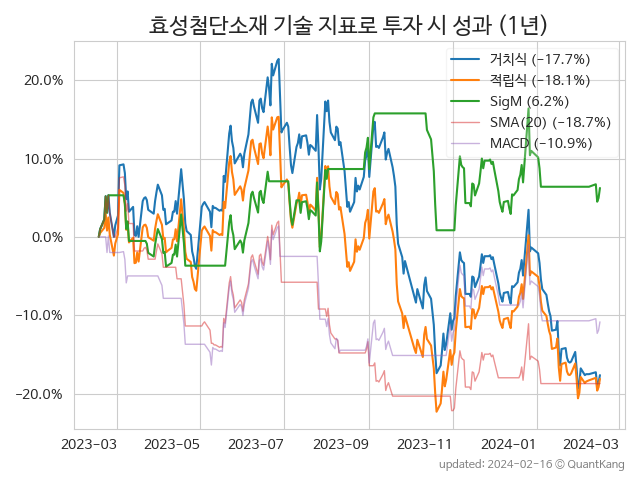 효성첨단소재 기술 지표로 투자 시 성과 (1년)
거치식 (−17.7%)
적립식 (−18.1%)
SigM (6.2%)
SMA(20) (−18.7%)
MACD (−10.9%)
20.0%
10.0%
0.0%
−10.0%
−20.0%
2023−03 2023−05 2023−07 2023−09 2023−11 2024−01 2024−03
updated: 2024−02−16 © QuantKang